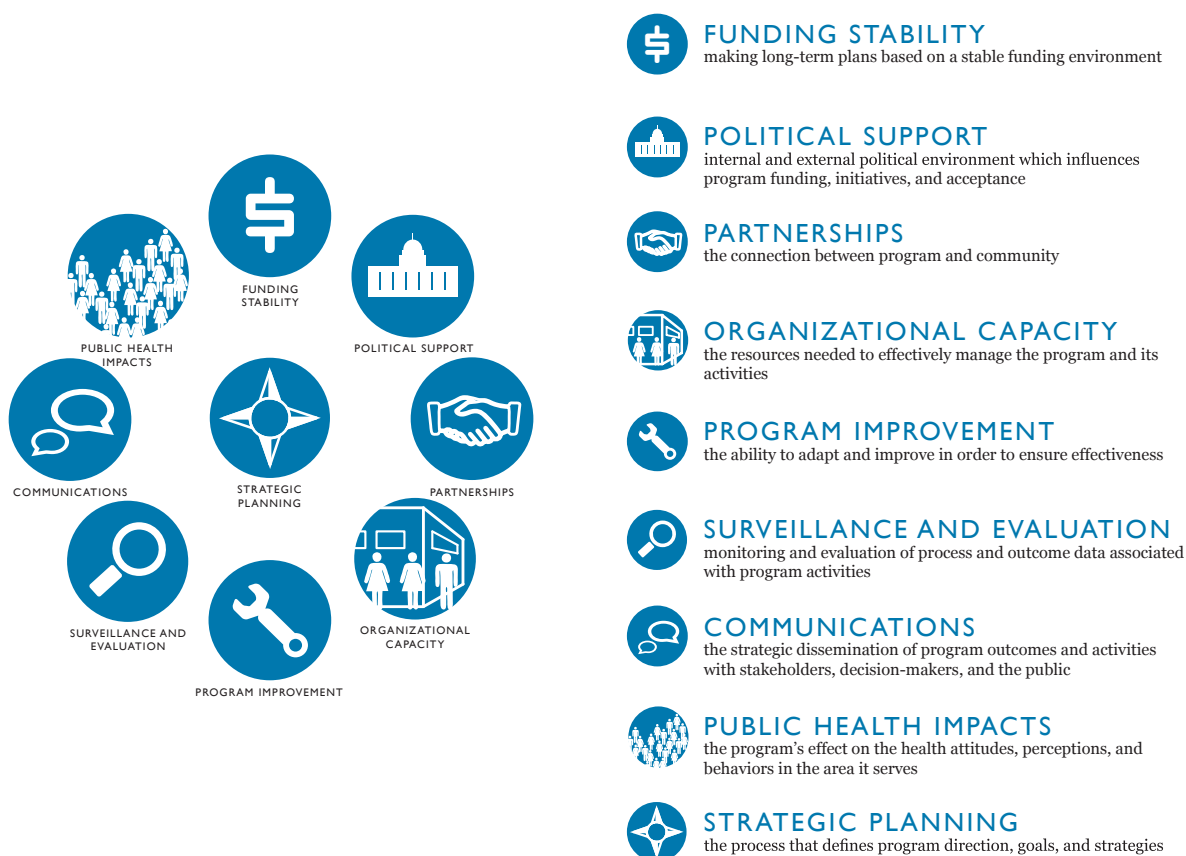 FUNDING
STABILITY
POLITICAL SUPPORT
PARTNERSHIPS
ORGANIZATIONAL
CAPACITY
PROGRAM IMPROVEMENT
SURVEILLANCE AND
EVALUATION
COMMUNICATIONS
PUBLIC HEALTH
IMPACTS
STRATEGIC
PLANNING
FUNDING STABILITY
making long-term plans based on a stable funding environment
POLITICAL SUPPORT
internal and external political environment which influences
program funding, initiatives, and acceptance
PARTNERSHIPS
the connection between program and community
ORGANIZATIONAL CAPACITY
the resources needed to effectively manage the program and its
activities
PROGRAM IMPROVEMENT
the ability to adapt and improve in order to ensure effectiveness
SURVEILLANCE AND EVALUATION
monitoring and evaluation of process and outcome data associated
with program activities
COMMUNICATIONS
the strategic dissemination of program outcomes and activities
with stakeholders, decision-makers, and the public
PUBLIC HEALTH IMPACTS
the program’s effect on the health attitudes, perceptions, and
behaviors in the area it serves
STRATEGIC PLANNING
the process that defines program direction, goals, and strategies